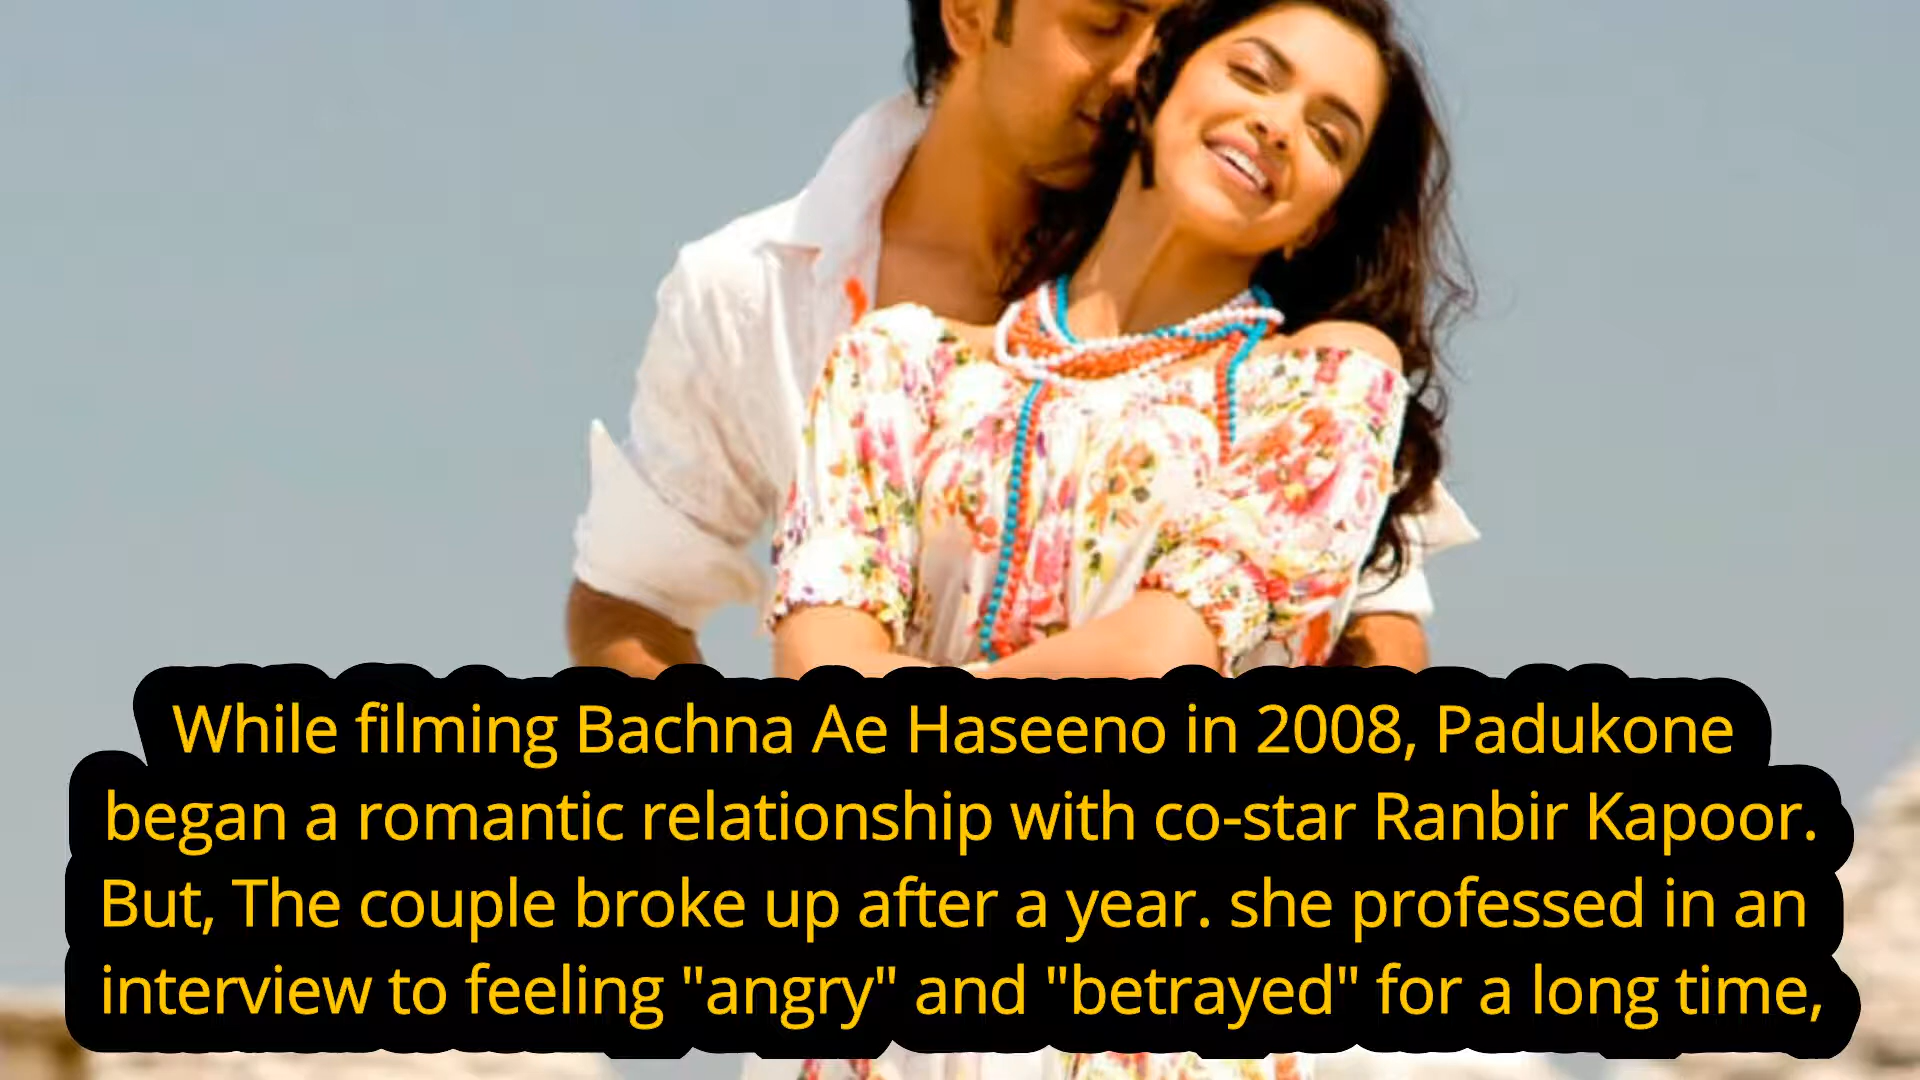 While filming Bachna Ae Haseeno in 2008, Padukone
began a romantic relationship with co-star Ranbir Kapoor.
But, The couple broke up after a year. she professed in an
interview to feeling "angry" and "betrayed" for a long time,